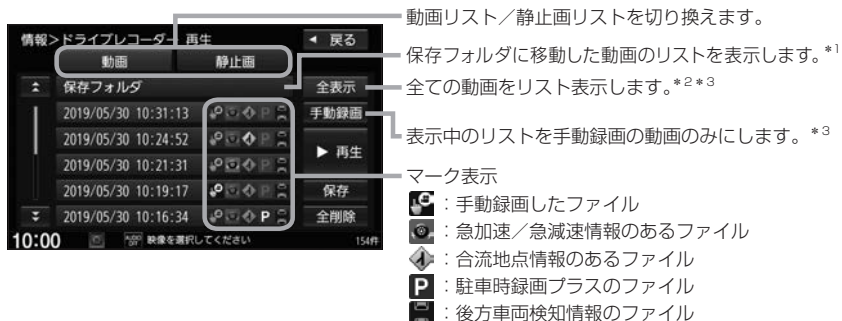 動画リスト／静止画リストを切り換えます。
情報>ドライブレコーダー 再生
◀ 戻る
動画
静止画
保存フォルダに移動した動画のリストを表示します。*1
保存フォルダ
全表示
全ての動画をリスト表示します。*2*3
2019/05/30 10:31:13
手動録画
2019/05/30 10:24:52
表示中のリストを手動録画の動画のみにします。*3
2019/05/30 10:21:31
▶ 再生
2019/05/30 10:19:17
保存
2019/05/30 10:16:34
P
全削除
10:00
AUDIO OFF
映像を選択してください
154件
マーク表示
：手動録画したファイル
：急加速／急減速情報のあるファイル
：合流地点情報のあるファイル
P：駐車時録画プラスのファイル
：後方車両検知情報のファイル